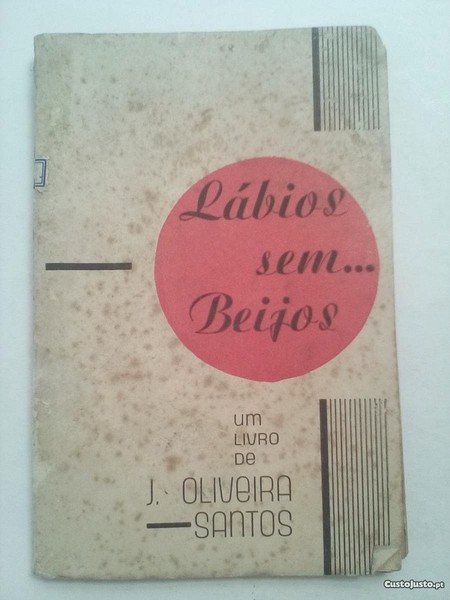 Lábios
sem...
Beijos
um
LIVRO
De
J. OLIVeIRA
SANTOS
CustoJusto.pt